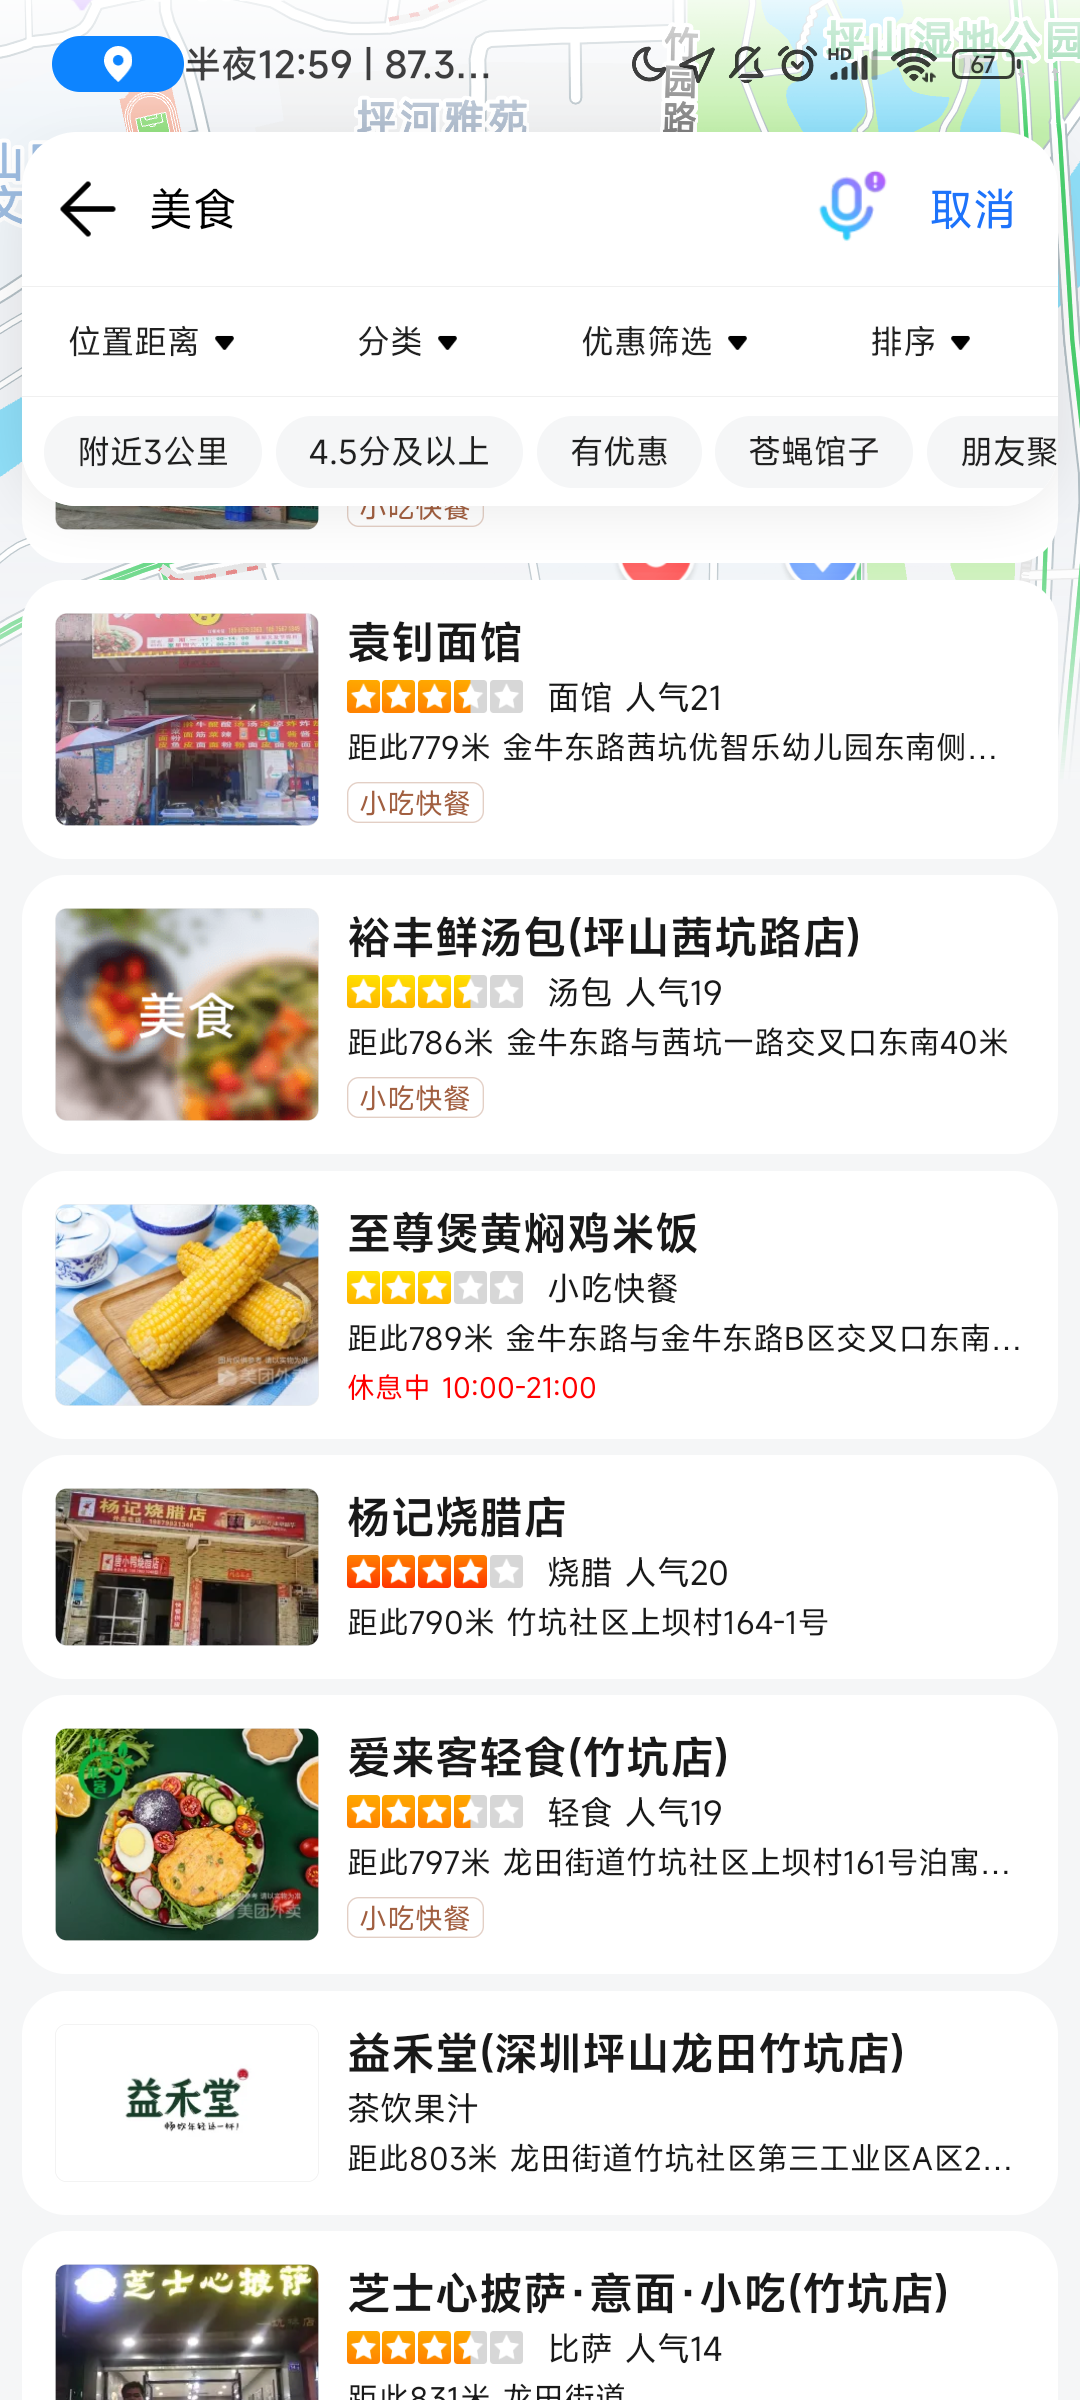 半夜12:59 | 87.3...
HD
67
坪山湿地公园
竹园路
坪河雅苑
美食
取消
位置距离
分类
优惠筛选
排序
附近3公里
4.5分及以上
有优惠
苍蝇馆子
朋友聚
小吃快餐
袁钊面馆
面馆 人气21
距此779米 金牛东路茜坑优智乐幼儿园东南侧...
小吃快餐
美食
裕丰鲜汤包(坪山茜坑路店)
汤包 人气19
距此786米 金牛东路与茜坑一路交叉口东南40米
小吃快餐
至尊煲黄焖鸡米饭
小吃快餐
距此789米 金牛东路与金牛东路B区交叉口东南...
休息中 10:00-21:00
美团外卖
杨记烧腊店
杨记烧腊店
烧腊 人气20
距此790米 竹坑社区上坝村164-1号
爱来客轻食(竹坑店)
轻食 人气19
距此797米 龙田街道竹坑社区上坝村161号泊寓...
美团外卖
小吃快餐
益禾堂
益禾堂(深圳坪山龙田竹坑店)
茶饮果汁
距此803米 龙田街道竹坑社区第三工业区A区2...
芝士心披萨
芝士心披萨·意面·小吃(竹坑店)
比萨 人气14
距此831米 龙田街道